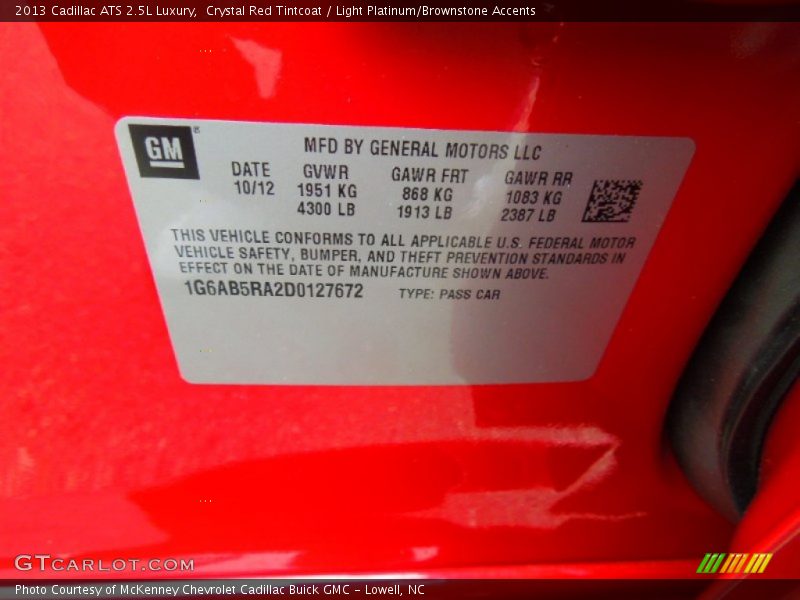 2013 Cadillac ATS 2.5L Luxury,  Crystal Red Tintcoat / Light Platinum/Brownstone Accents
GM®
MFD BY GENERAL MOTORS LLC
DATE GVWR GAWR FRT GAWR RR
10/12 1951 KG 868 KG 1083 KG
4300 LB 1913 LB 2387 LB
THIS VEHICLE CONFORMS TO ALL APPLICABLE U.S. FEDERAL MOTOR
VEHICLE SAFETY, BUMPER, AND THEFT PREVENTION STANDARDS IN
EFFECT ON THE DATE OF MANUFACTURE SHOWN ABOVE.
1G6AB5RA2D0127672 TYPE: PASS CAR
GTCARLOT.COM
Photo Courtesy of McKenney Chevrolet Cadillac Buick GMC - Lowell, NC